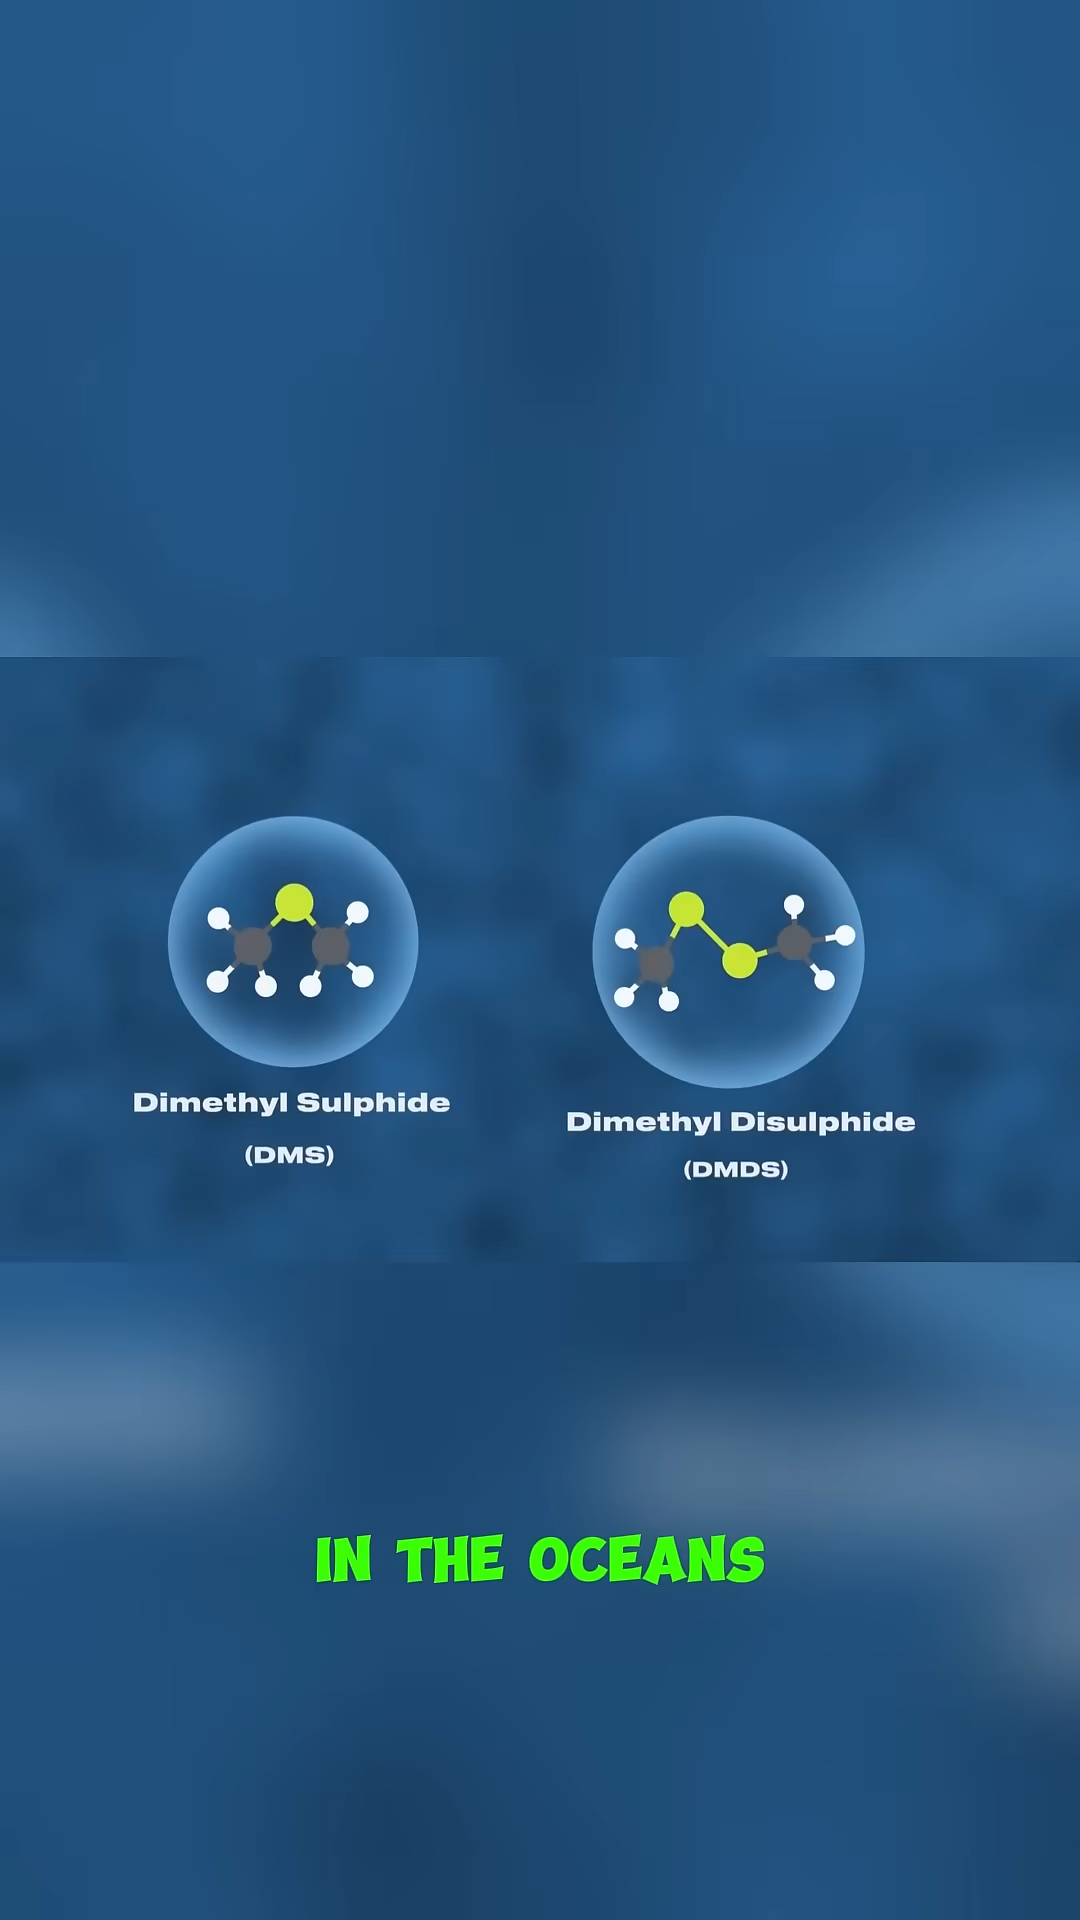 Dimethyl Sulphide
(DMS)
Dimethyl Disulphide
(DMDS)
IN THE OCEANS